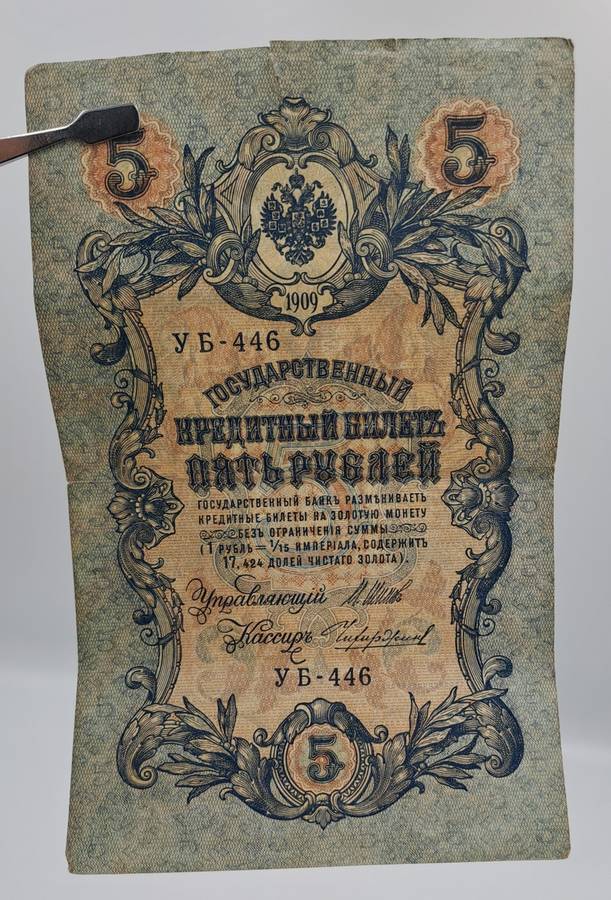 5 5
1909
УБ-446
ГОСУДАРСТВЕННЫЙ
КРЕДИТНЫЙ БИЛЕТЪ
ПЯТЬ РУБЛЕЙ
ГОСУДАРСТВЕННЫЙ БАНКЪ РАЗМѢНИВАЕТЪ
КРЕДИТНЫЕ БИЛЕТЫ НА ЗОЛОТУЮ МОНЕТУ
БЕЗЪ ОГРАНИЧЕНІЯ СУММЫ
(1 РУБЛЬ = 1/15 ИМПЕРІАЛА, СОДЕРЖИТЪ
17,424 ДОЛЕЙ ЧИСТАГО ЗОЛОТА).
Управляющій И. Шипов
Кассиръ
УБ-446
5